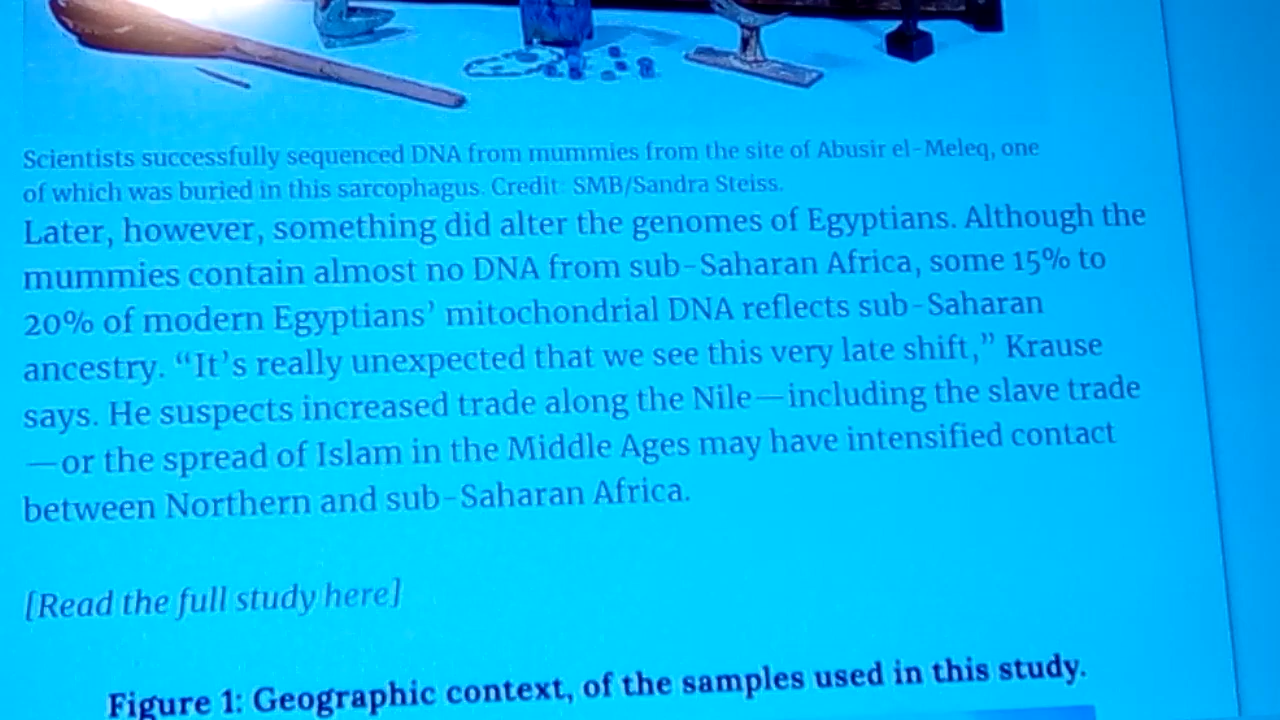 Scientists successfully sequenced DNA from mummies from the site of Abusir el-Meleq, one
of which was buried in this sarcophagus. Credit: SMB/Sandra Steiss.
Later, however, something did alter the genomes of Egyptians. Although the
mummies contain almost no DNA from sub-Saharan Africa, some 15% to
20% of modern Egyptians’ mitochondrial DNA reflects sub-Saharan
ancestry. “It’s really unexpected that we see this very late shift,” Krause
says. He suspects increased trade along the Nile—including the slave trade
—or the spread of Islam in the Middle Ages may have intensified contact
between Northern and sub-Saharan Africa.
[Read the full study here]
Figure 1: Geographic context, of the samples used in this study.